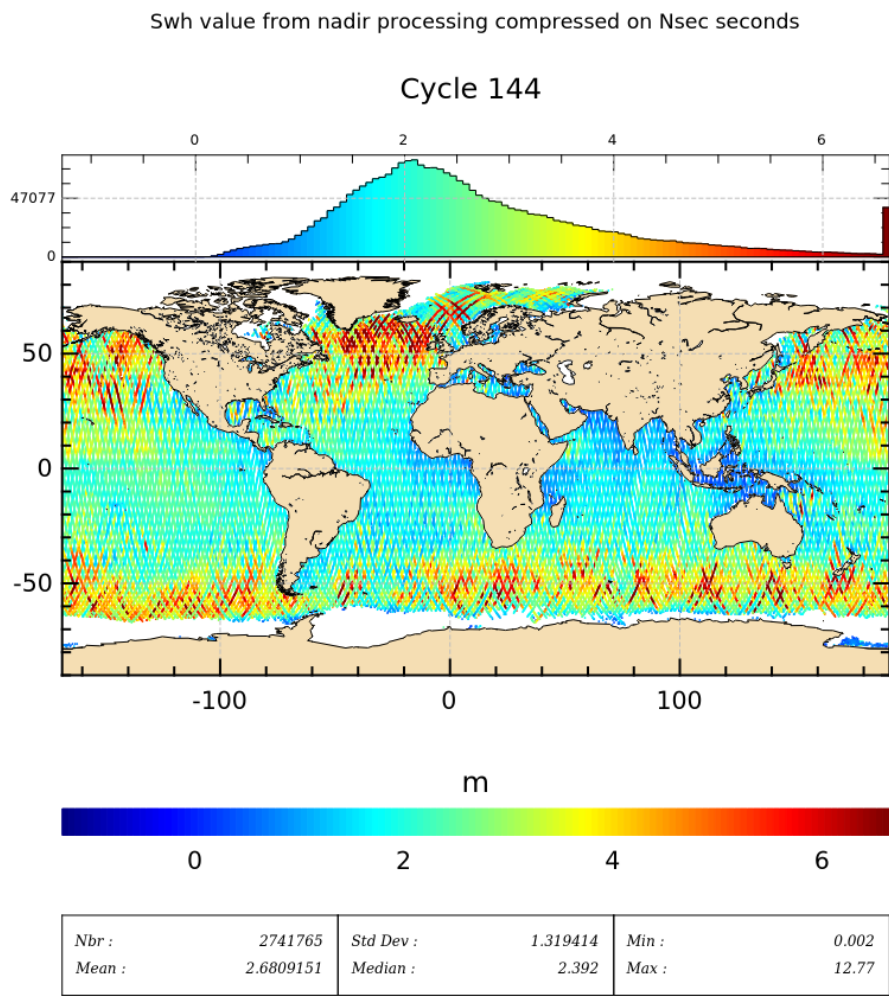 Swh value from nadir processing compressed on Nsec seconds
Cycle 144
0 2 4 6
47077
0
50
0
-50
-100 0 100
m
0 2 4 6
Nbr : 2741765 Std Dev : 1.319414 Min : 0.002
Mean : 2.6809151 Median : 2.392 Max : 12.77